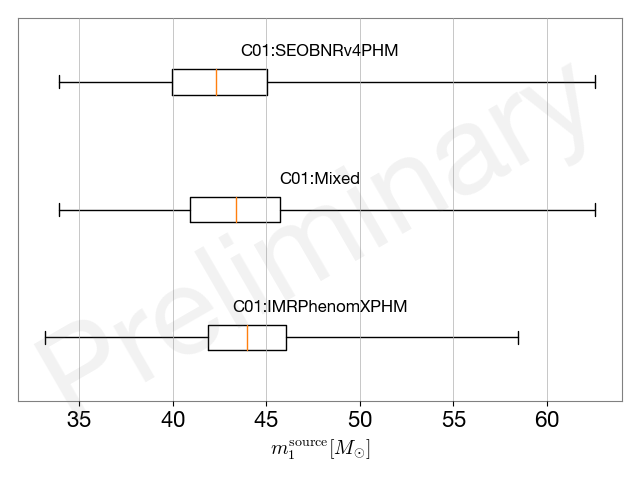 C01:SEOBNRv4PHM
C01:Mixed
C01:IMRPhenomXPHM
Preliminary
35 40 45 50 55 60
m₁^source [M⊙]